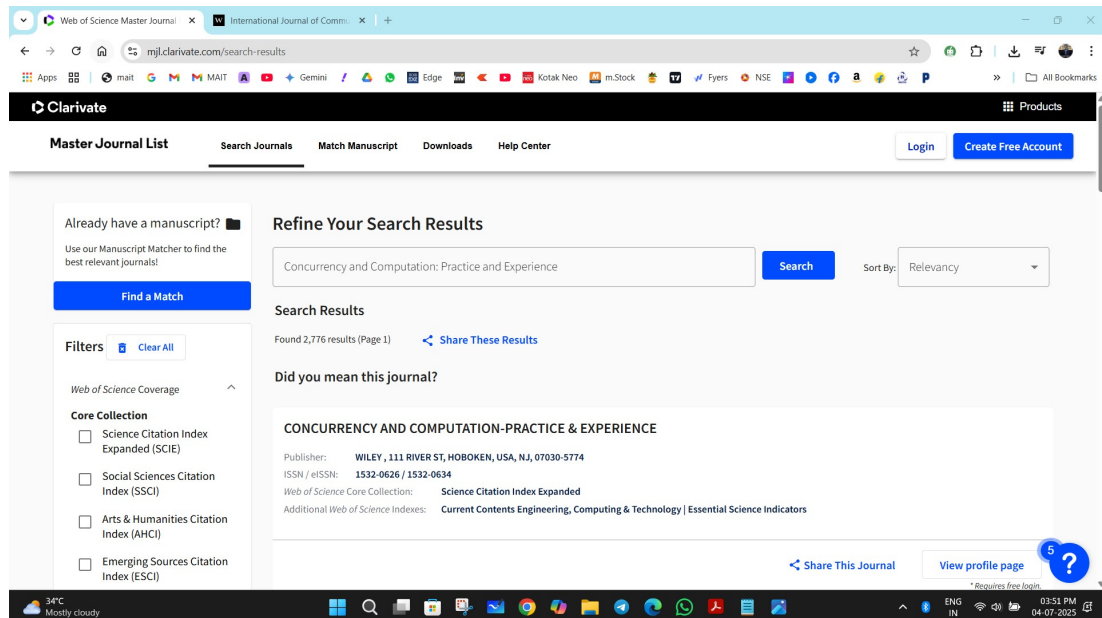 Web of Science Master Journal
International Journal of Commu
mjl.clarivate.com/search-results
Apps
mait
G
M
M MAIT
A
Gemini
Edge
Kotak Neo
m.Stock
17
Fyers
NSE
a
P
»
All Bookmarks
Clarivate
Products
Master Journal List
Search Journals
Match Manuscript
Downloads
Help Center
Login
Create Free Account
Already have a manuscript?
Use our Manuscript Matcher to find the
best relevant journals!
Find a Match
Filters
Clear All
Web of Science Coverage
Core Collection
Science Citation Index
Expanded (SCIE)
Social Sciences Citation
Index (SSCI)
Arts & Humanities Citation
Index (AHCI)
Emerging Sources Citation
Index (ESCI)
Refine Your Search Results
Concurrency and Computation: Practice and Experience
Search
Sort By:
Relevancy
Search Results
Found 2,776 results (Page 1)
Share These Results
Did you mean this journal?
CONCURRENCY AND COMPUTATION-PRACTICE & EXPERIENCE
Publisher: WILEY , 111 RIVER ST, HOBOKEN, USA, NJ, 07030-5774
ISSN / eISSN: 1532-0626 / 1532-0634
Web of Science Core Collection: Science Citation Index Expanded
Additional Web of Science Indexes: Current Contents Engineering, Computing & Technology | Essential Science Indicators
Share This Journal
View profile page
* Requires free login.
5
?
34°C
Mostly cloudy
ENG
IN
03:51 PM
04-07-2025